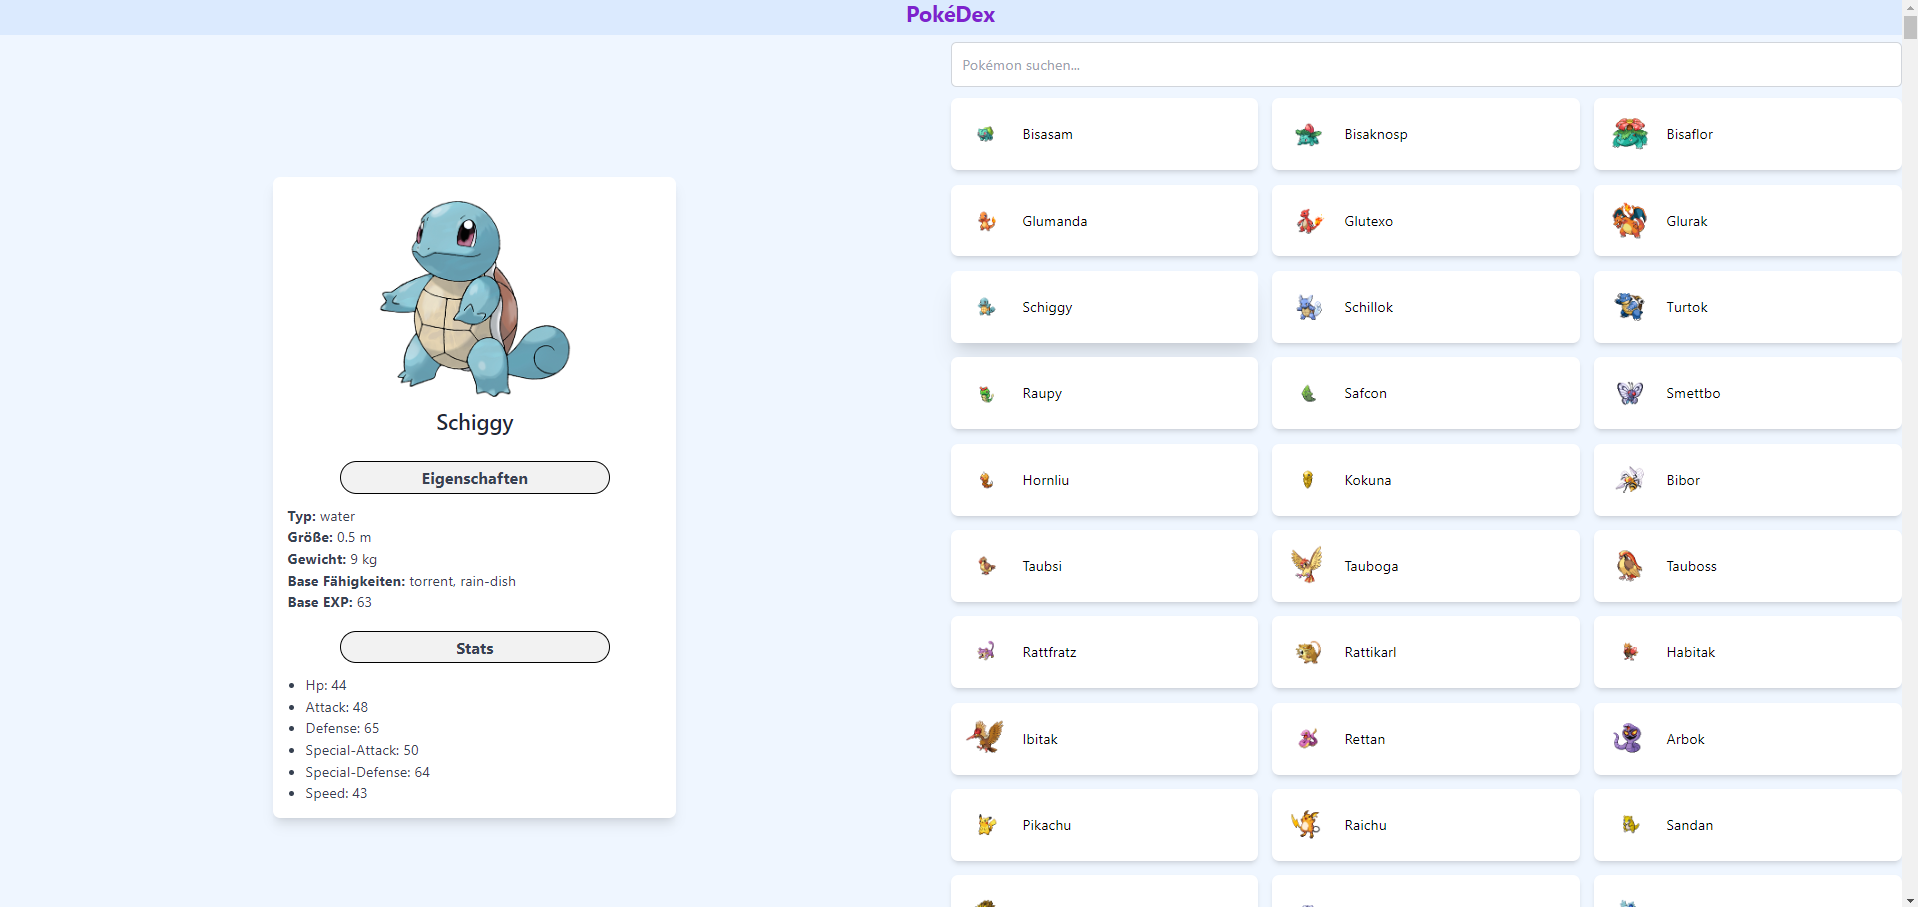 PokéDex
Schiggy
Eigenschaften
Typ: water
Größe: 0.5 m
Gewicht: 9 kg
Base Fähigkeiten: torrent, rain-dish
Base EXP: 63
Stats
Hp: 44
Attack: 48
Defense: 65
Special-Attack: 50
Special-Defense: 64
Speed: 43
Pokémon suchen...
Bisasam
Bisaknosp
Bisaflor
Glumanda
Glutexo
Glurak
Schiggy
Schillok
Turtok
Raupy
Safcon
Smettbo
Hornliu
Kokuna
Bibor
Taubsi
Tauboga
Tauboss
Rattfratz
Rattikarl
Habitak
Ibitak
Rettan
Arbok
Pikachu
Raichu
Sandan